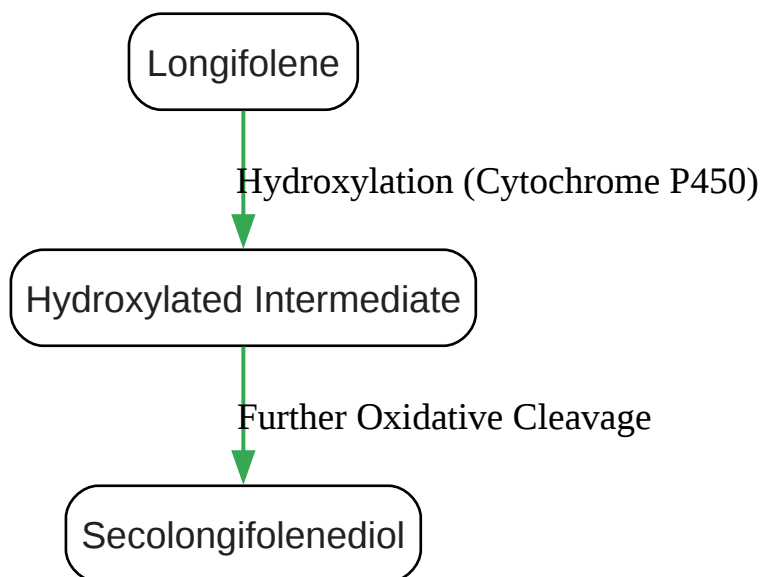 Longifolene
Hydroxylation (Cytochrome P450)
Hydroxylated Intermediate
Further Oxidative Cleavage
Secolongifolenediol